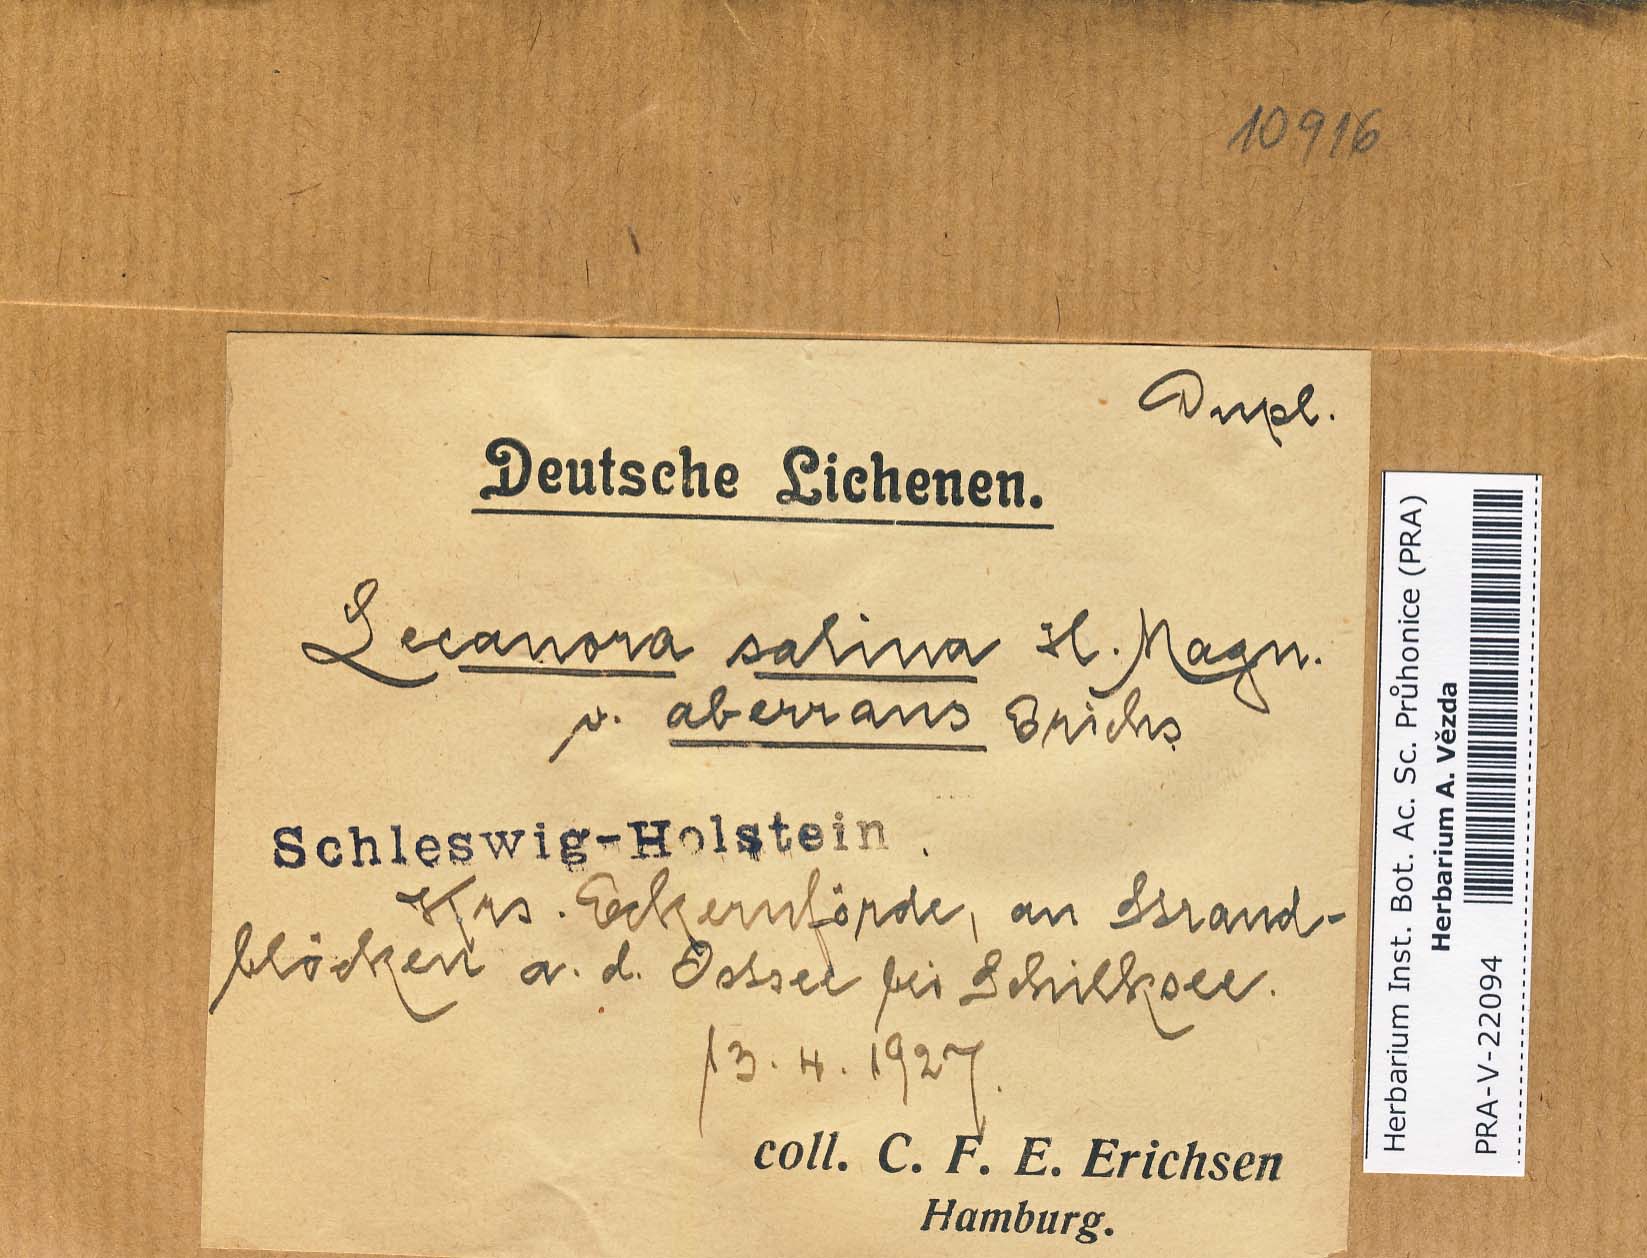 10916
Dupl.
Deutsche Lichenen.
Lecanora salina H. Magn.
v. aberrans Erichs
Schleswig-Holstein.
Krs. Eckernförde, an Strand-
blöcken a. d. Ostsee bei Schilksee.
13. 4. 1927.
coll. C. F. E. Erichsen
Hamburg.
Herbarium Inst. Bot. Ac. Sc. Průhonice (PRA)
Herbarium A. Vězda
PRA-V-22094